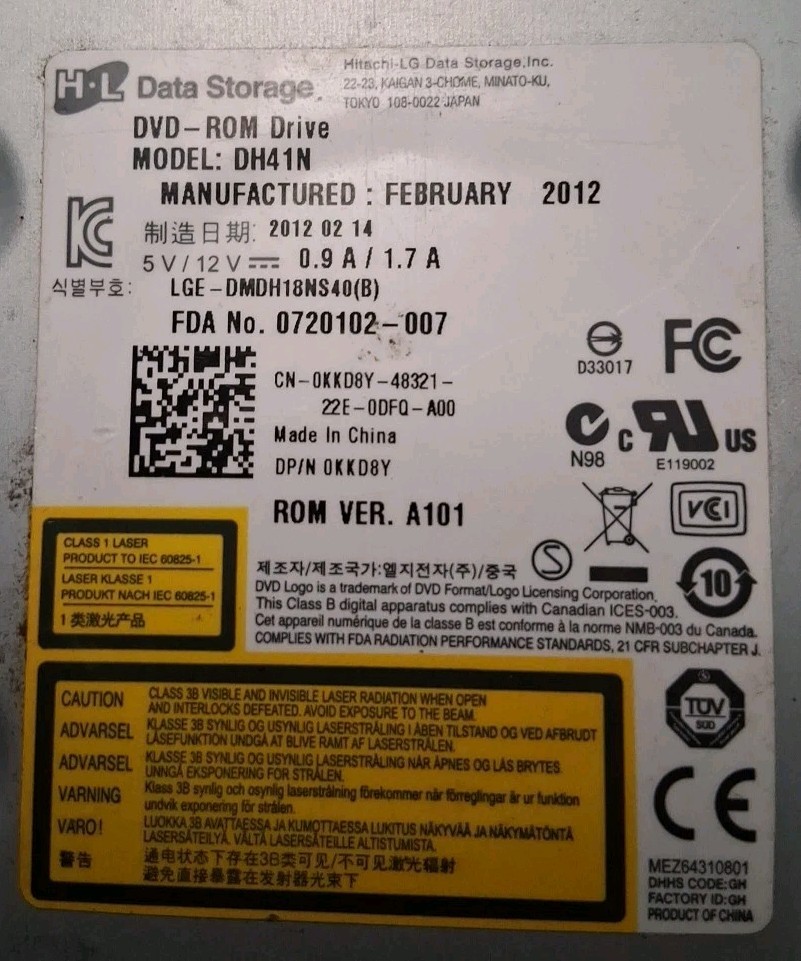 H·L Data Storage
Hitachi-LG Data Storage,Inc.
22-23, KAIGAN 3-CHOME, MINATO-KU,
TOKYO 108-0022 JAPAN
DVD-ROM Drive
MODEL: DH41N
MANUFACTURED : FEBRUARY 2012
制造日期: 2012 02 14
5 V / 12 V 0.9 A / 1.7 A
식별부호: LGE-DMDH18NS40(B)
FDA No. 0720102-007
CN-0KKD8Y-48321-
22E-0DFQ-A00
Made In China
DP/N 0KKD8Y
ROM VER. A101
D33017
FC
N98
c RU US
E119002
VCI
10
CLASS 1 LASER
PRODUCT TO IEC 60825-1
LASER KLASSE 1
PRODUKT NACH IEC 60825-1
1 类激光产品
제조자/제조국가:엘지전자(주)/중국
DVD Logo is a trademark of DVD Format/Logo Licensing Corporation.
This Class B digital apparatus complies with Canadian ICES-003.
Cet appareil numérique de la classe B est conforme à la norme NMB-003 du Canada.
COMPLIES WITH FDA RADIATION PERFORMANCE STANDARDS, 21 CFR SUBCHAPTER J.
CAUTION CLASS 3B VISIBLE AND INVISIBLE LASER RADIATION WHEN OPEN
AND INTERLOCKS DEFEATED. AVOID EXPOSURE TO THE BEAM.
ADVARSEL KLASSE 3B SYNLIG OG USYNLIG LASERSTRÅLING I ÅBEN TILSTAND OG VED AFBRUDT
LÅSEFUNKTION UNDGÅ AT BLIVE RAMT AF LASERSTRÅLEN.
ADVARSEL KLASSE 3B SYNLIG OG USYNLIG LASERSTRÅLING NÅR ÅPNES OG LÅS BRYTES
UNNGÅ EKSPONERING FOR STRÅLEN.
VARNING Klass 3B synlig och osynlig laserstrålning förekommer når förreglingar år ur funktion
undvik exponering för strålen.
VARO! LUOKKA 3B AVATTAESSA JA KUMOTTAESSA LUKITUS NÄKYVÄÄ JA NÄKYMÄTÖNTÄ
LASERSÄTEILYÄ. VÄLTÄ LASERSÄTEILLE ALTISTUMISTA.
警告 通电状态下存在3B类可见/不可见激光辐射
避免直接暴露在发射器光束下
TÜV
SÜD
CE
MEZ64310801
DHHS CODE:GH
FACTORY ID:GH
PRODUCT OF CHINA